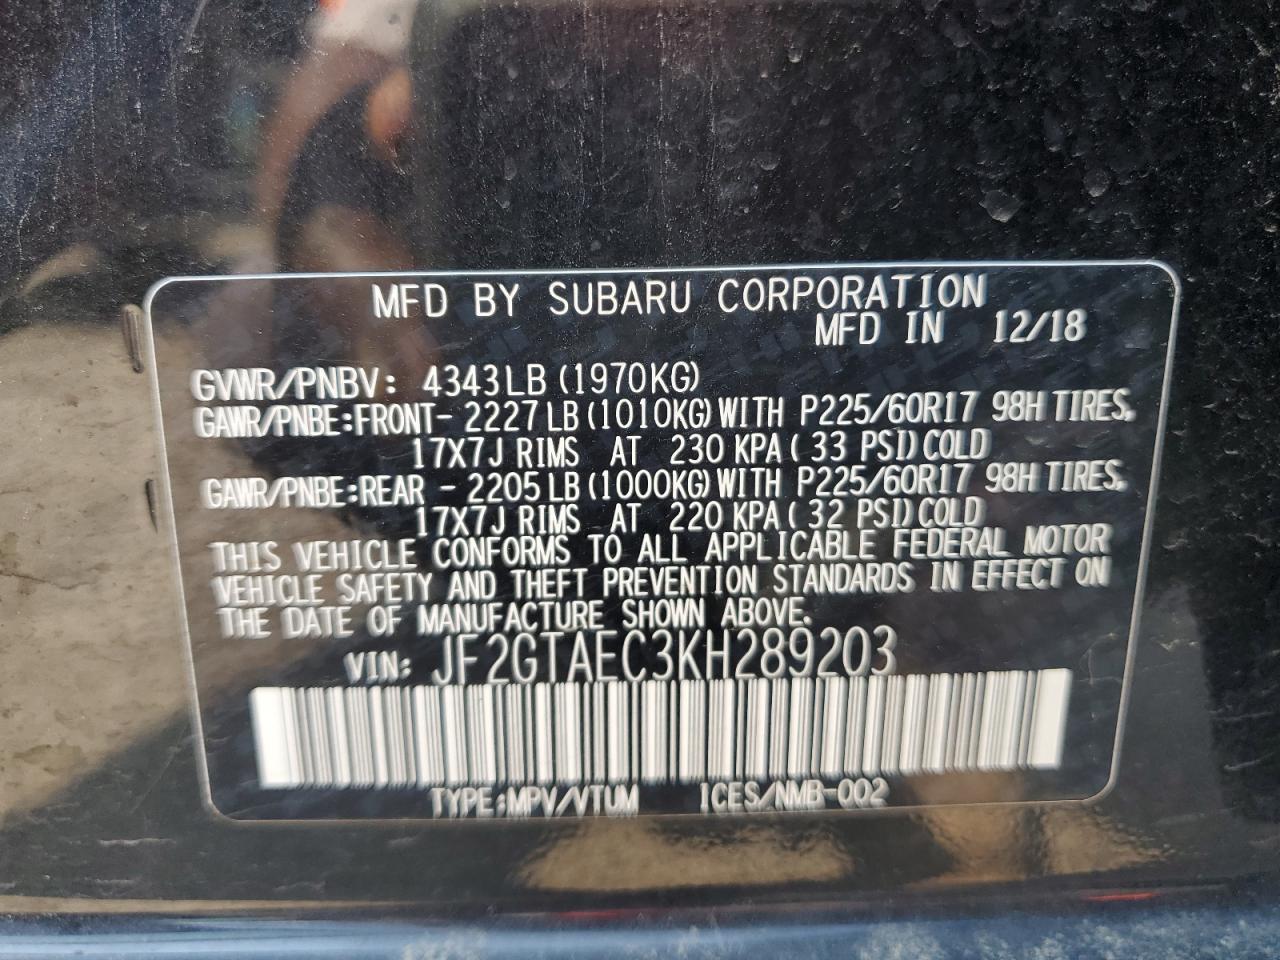 MFD BY SUBARU CORPORATION
MFD IN 12/18
GVWR/PNBV: 4343LB (1970KG)
GAWR/PNBE:FRONT- 2227LB (1010KG) WITH P225/60R17 98H TIRES,
17X7J RIMS AT 230 KPA ( 33 PSI) COLD
GAWR/PNBE:REAR - 2205LB (1000KG) WITH P225/60R17 98H TIRES,
17X7J RIMS AT 220 KPA ( 32 PSI) COLD
THIS VEHICLE CONFORMS TO ALL APPLICABLE FEDERAL MOTOR
VEHICLE SAFETY AND THEFT PREVENTION STANDARDS IN EFFECT ON
THE DATE OF MANUFACTURE SHOWN ABOVE.
VIN: JF2GTAEC3KH289203
TYPE:MPV/VTUM ICES/NMB-002